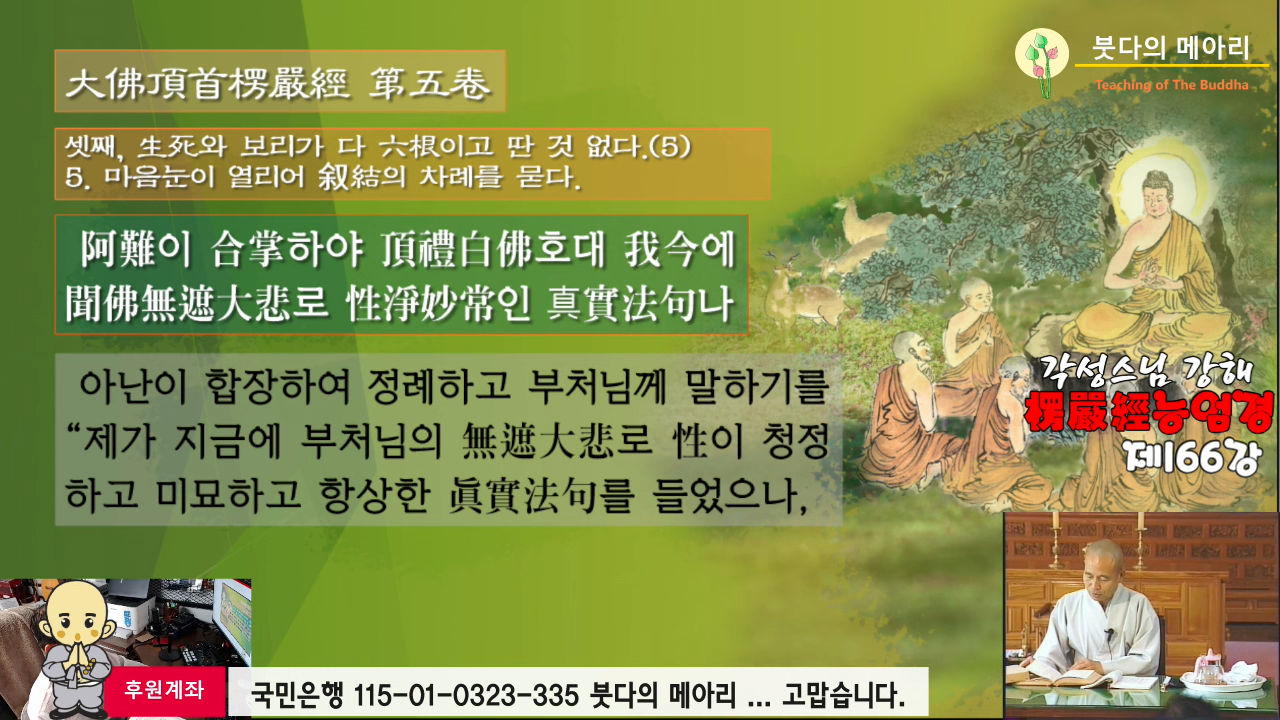 大佛頂首楞嚴經 第五卷
셋째, 生死와 보리가 다 六根이고 딴 것 없다.(5)
5. 마음눈이 열리어 叙結의 차례를 묻다.
阿難이 合掌하야 頂禮白佛호대 我今에
聞佛無遮大悲로 性淨妙常인 真實法句나
아난이 합장하여 정례하고 부처님께 말하기를
“제가 지금에 부처님의 無遮大悲로 性이 청정
하고 미묘하고 항상한 眞實法句를 들었으나,
붓다의 메아리
Teaching of The Buddha
각성스님 강해
楞嚴經능엄경
제166강
후원계좌
국민은행 115-01-0323-335 붓다의 메아리 ... 고맙습니다.